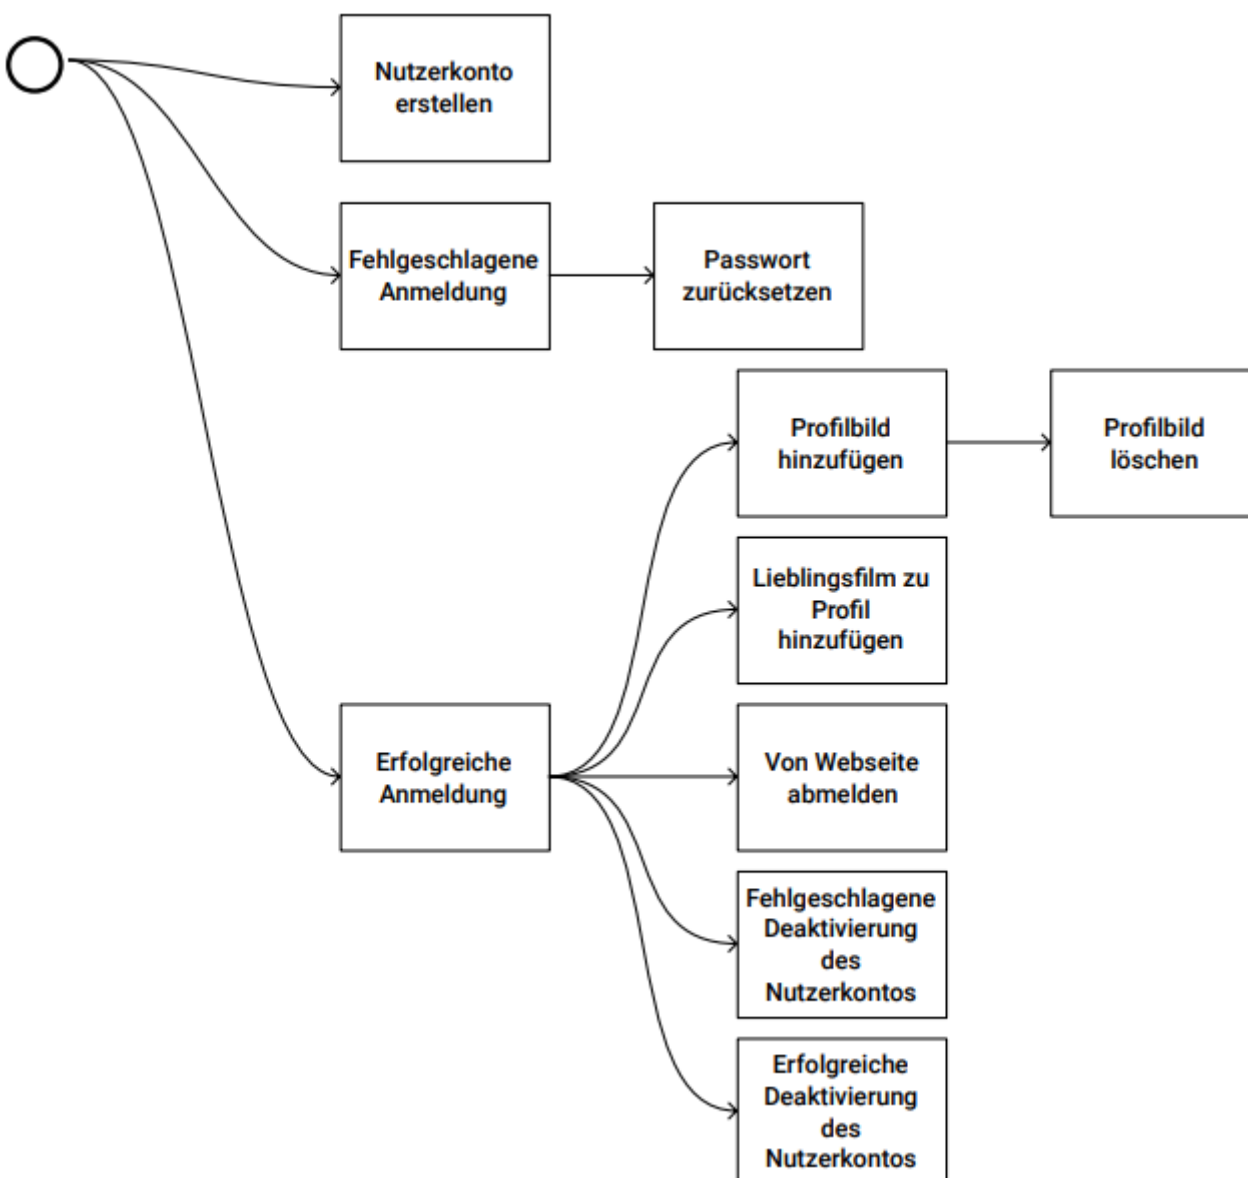 Nutzerkonto
erstellen
Fehlgeschlagene
Anmeldung
Passwort
zurücksetzen
Profilbild
hinzufügen
Profilbild
löschen
Lieblingsfilm zu
Profil
hinzufügen
Erfolgreiche
Anmeldung
Von Webseite
abmelden
Fehlgeschlagene
Deaktivierung
des
Nutzerkontos
Erfolgreiche
Deaktivierung
des
Nutzerkontos